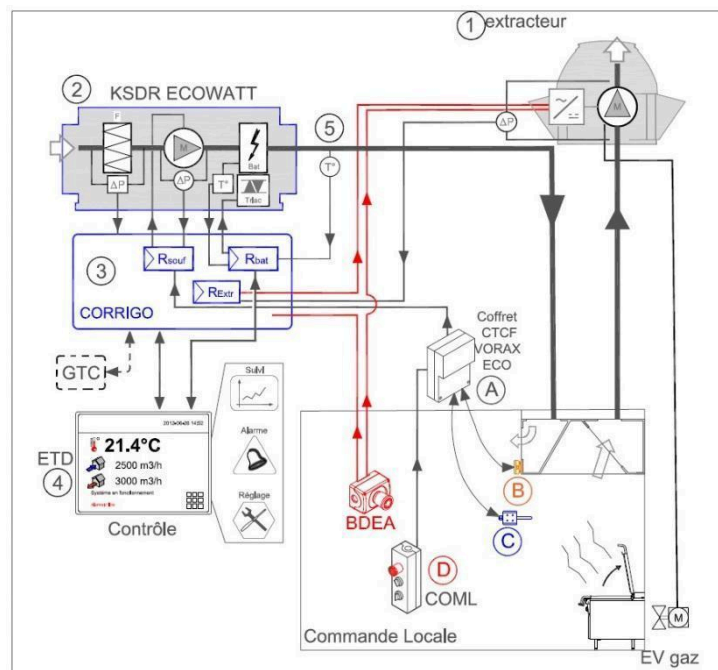 1 extracteur
2
KSDR ECOWATT
F
M
ΔP
ΔP
T°
Bat
Triac
5
T°
ΔP
M
3
Rsouf
Rbat
RExtr
CORRIGO
GTC
Coffret
CTCF
VORAX
ECO
A
Suivi
Alarme
Réglage
ETD
4
21.4°C
2500 m3/h
3000 m3/h
Système en fonctionnement
Contrôle
BDEA
B
C
D
COML
Commande Locale
M
EV gaz